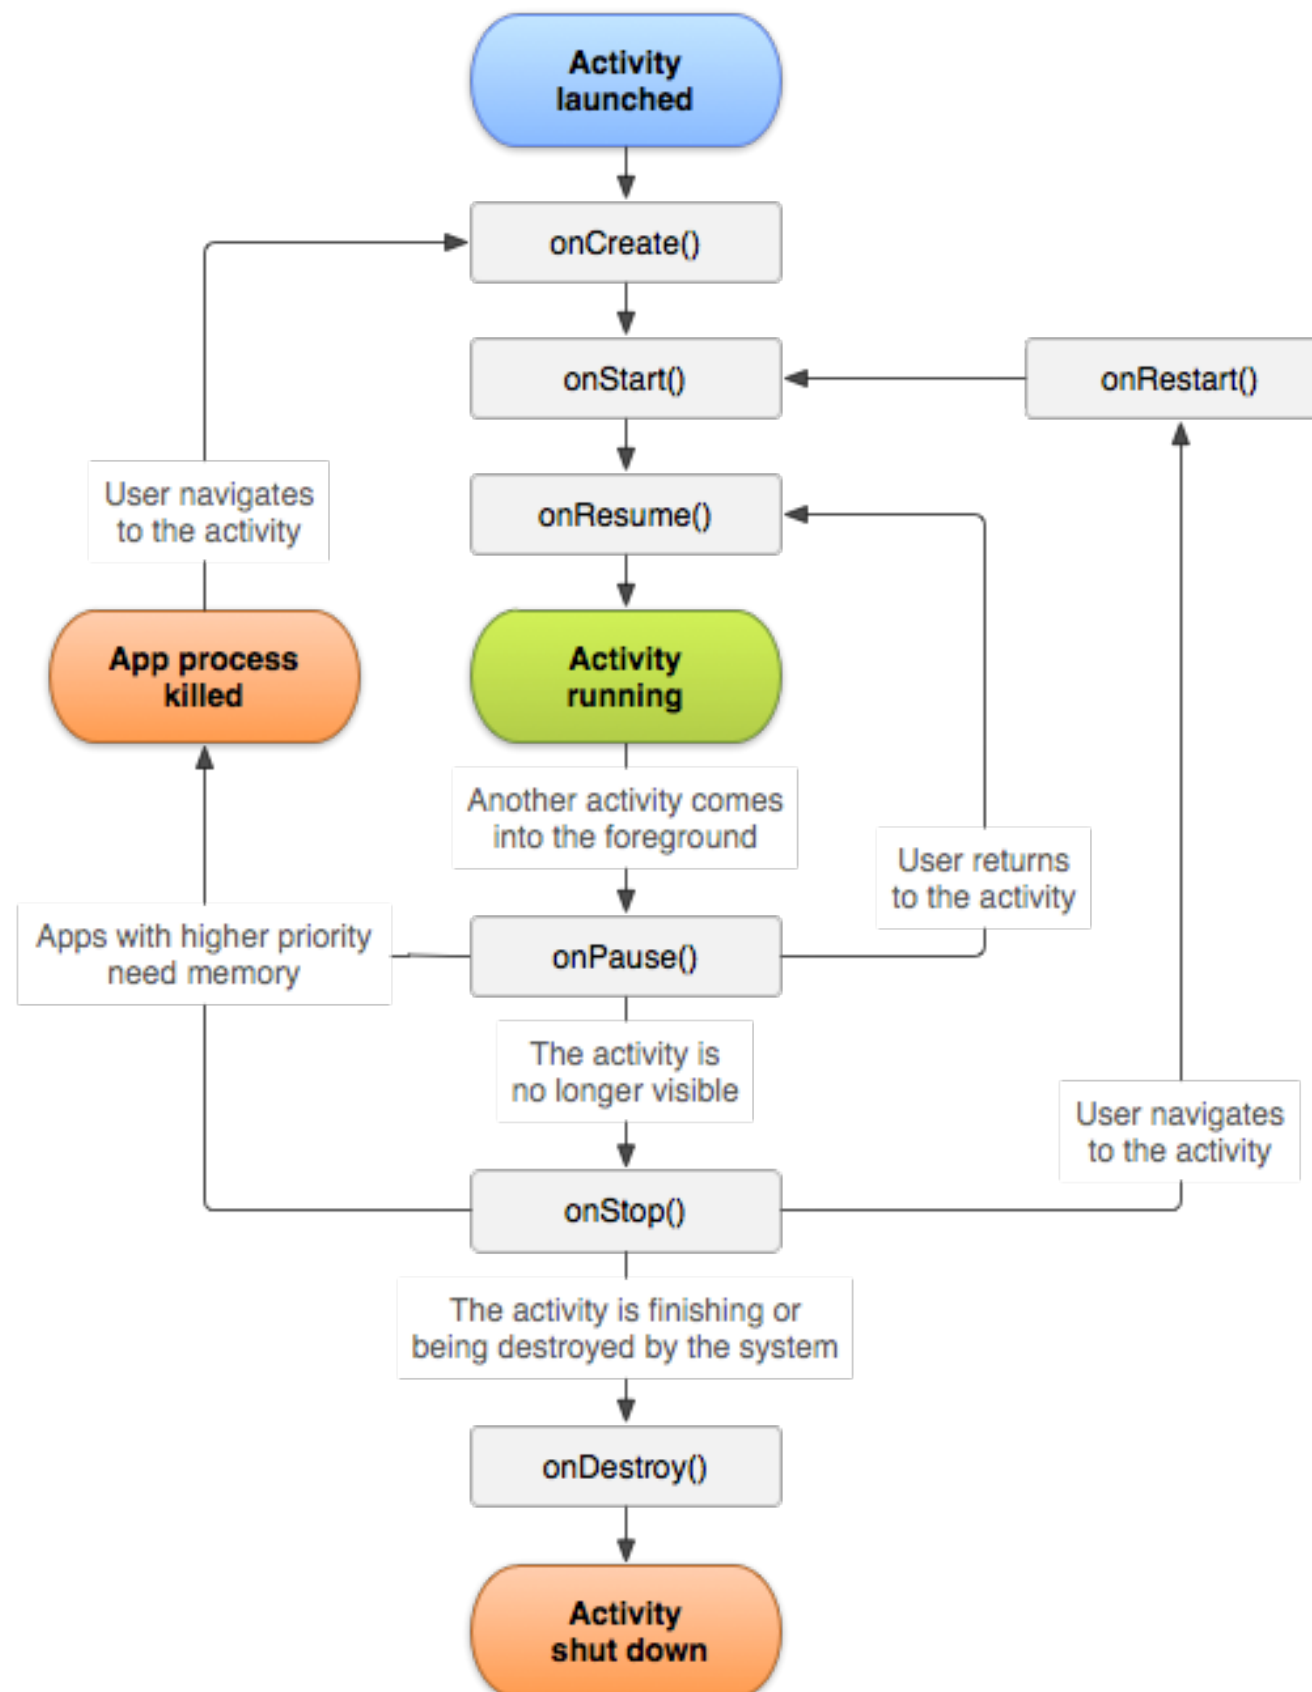 Activity
launched
onCreate()
onStart()
onRestart()
User navigates
to the activity
onResume()
App process
killed
Activity
running
Another activity comes
into the foreground
User returns
to the activity
Apps with higher priority
need memory
onPause()
The activity is
no longer visible
User navigates
to the activity
onStop()
The activity is finishing or
being destroyed by the system
onDestroy()
Activity
shut down